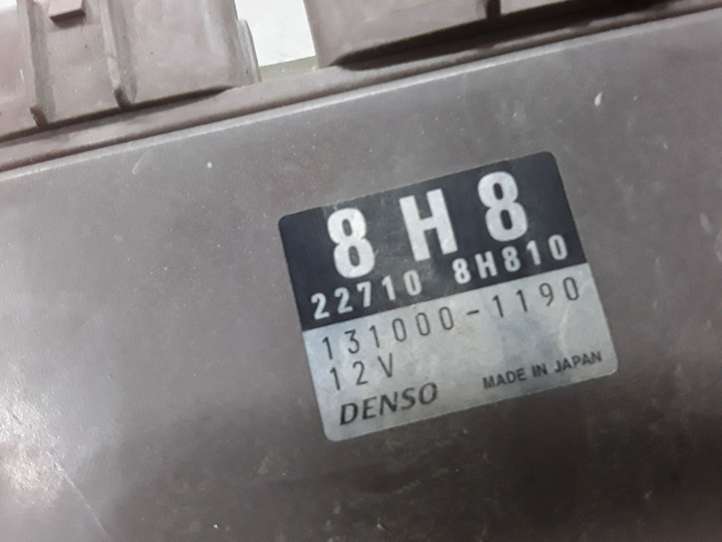 8H8
22710 8H810
131000-1190
12V
DENSO MADE IN JAPAN